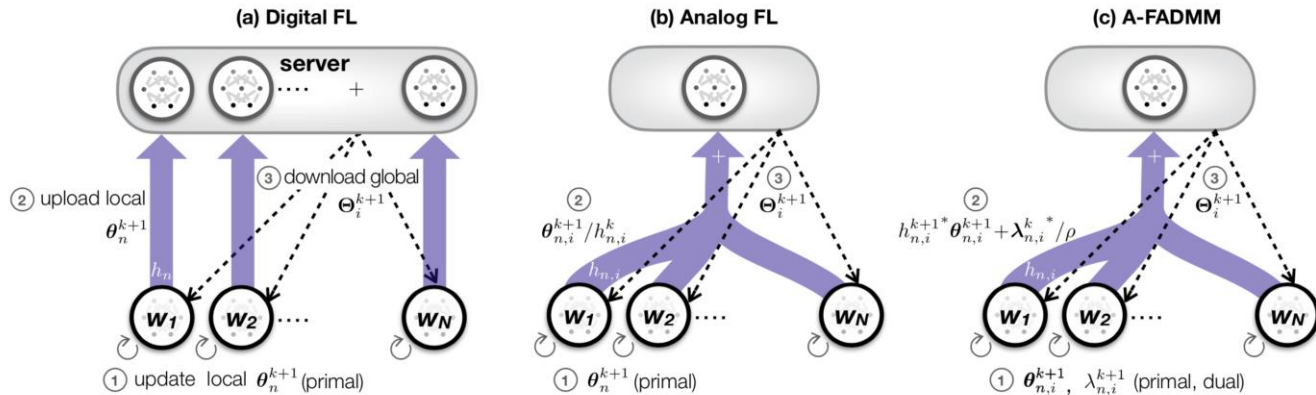 (a) Digital FL
server
····
+
② upload local
θ_n^{k+1}
③ download global
Θ_i^{k+1}
h_n
w_1
w_2
····
w_N
① update local θ_n^{k+1} (primal)
(b) Analog FL
+
②
θ_{n,i}^{k+1}/h_{n,i}^k
③
Θ_i^{k+1}
h_{n,i}
w_1
w_2
····
w_N
① θ_n^{k+1} (primal)
(c) A-FADMM
+
②
h_{n,i}^{k+1*}θ_{n,i}^{k+1}+λ_{n,i}^{k *}/ρ
③
Θ_i^{k+1}
h_{n,i}
w_1
w_2
····
w_N
① θ_{n,i}^{k+1}, λ_{n,i}^{k+1} (primal, dual)